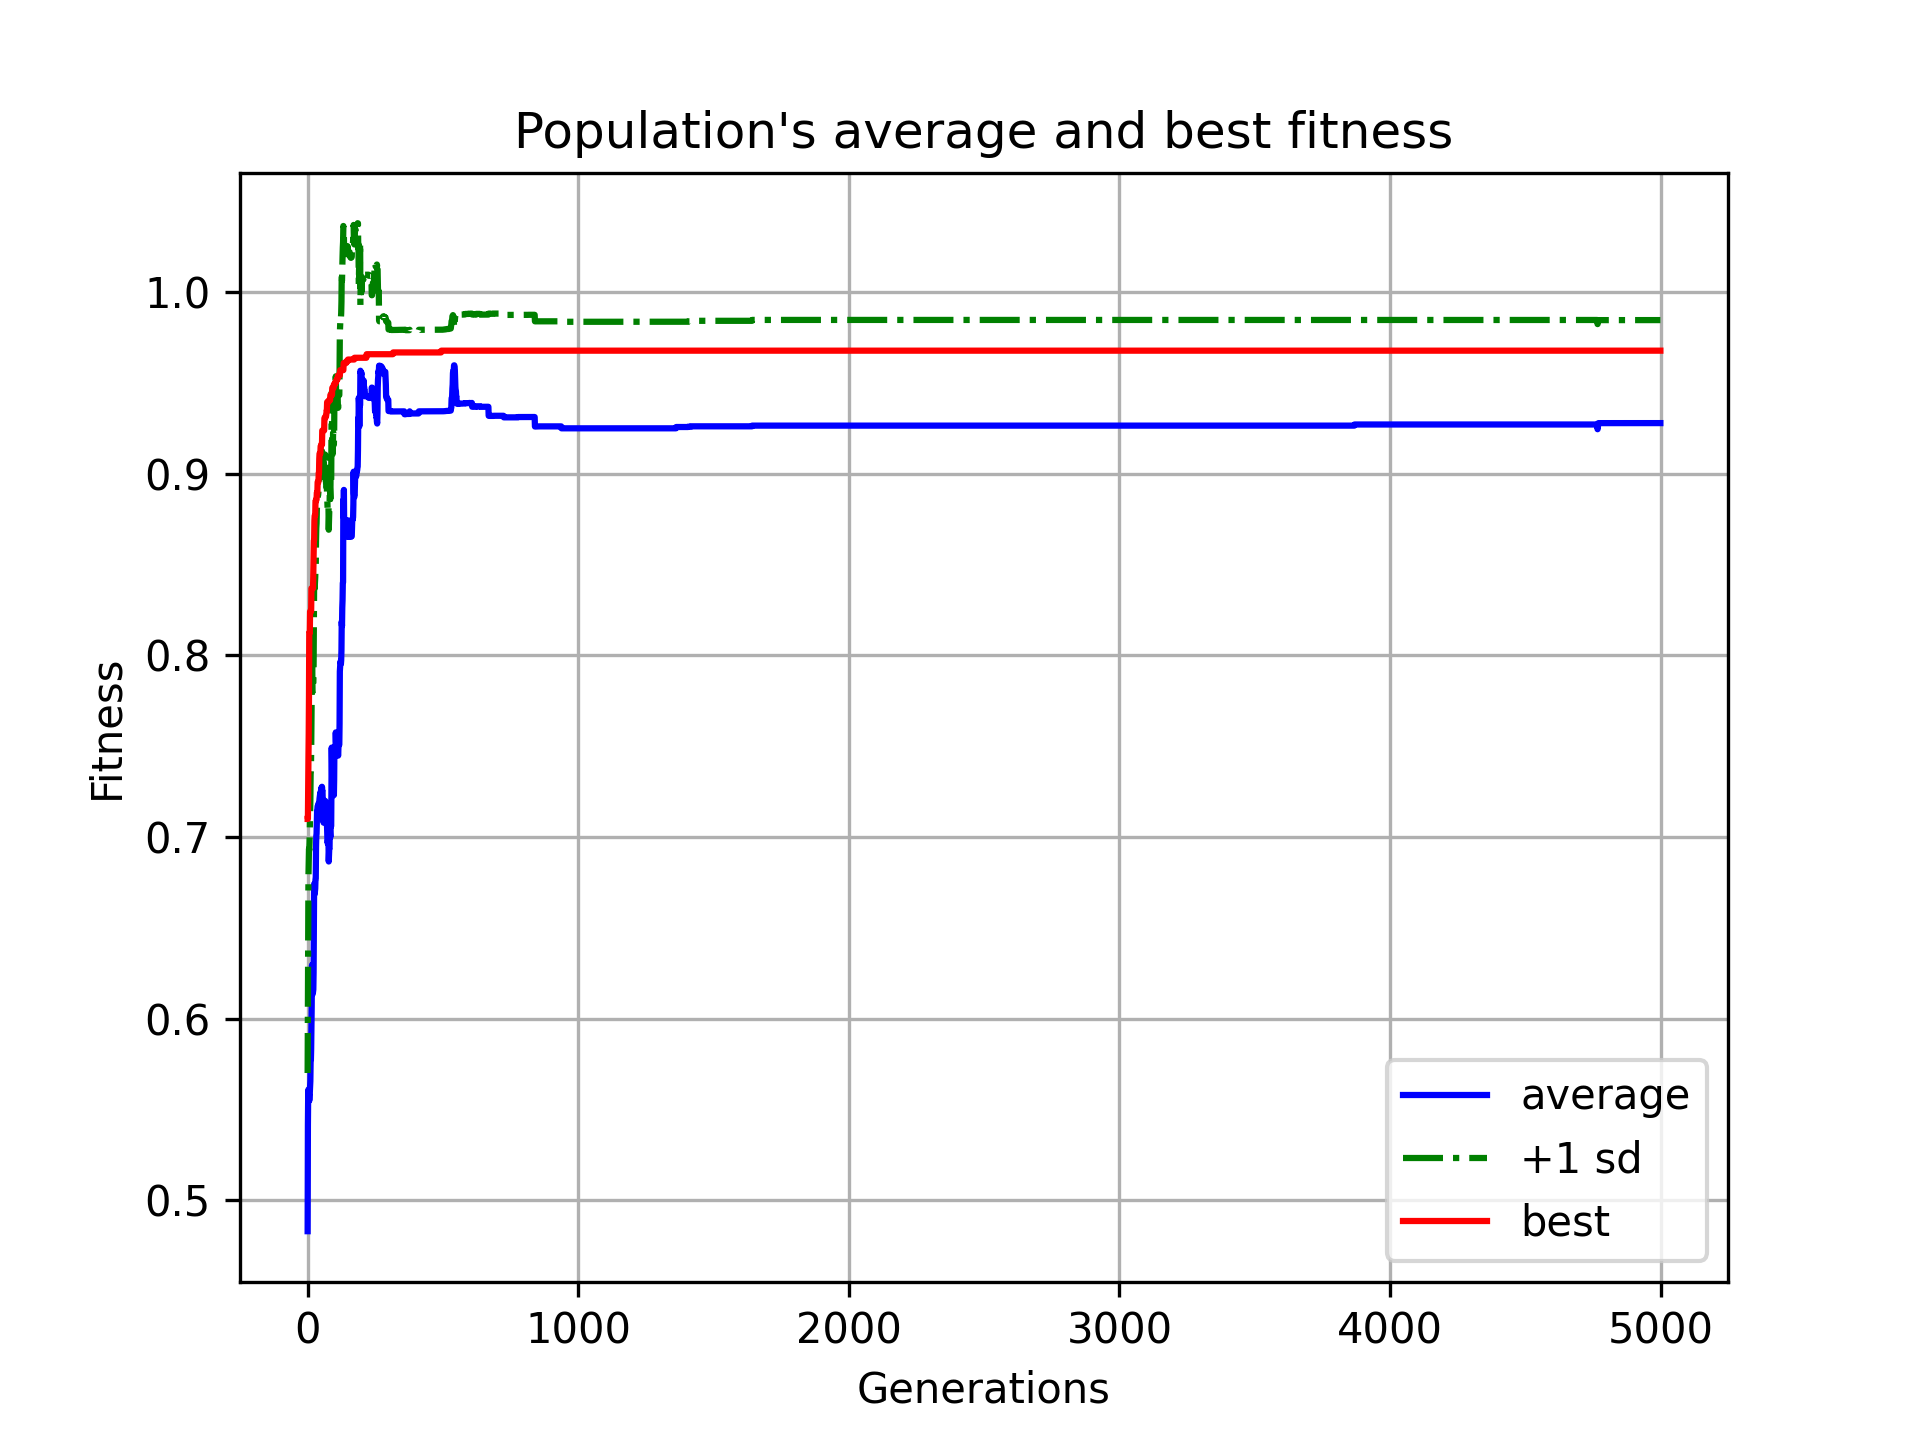 Population's average and best fitness
Fitness
1.0
0.9
0.8
0.7
0.6
0.5
0 1000 2000 3000 4000 5000
Generations
average
+1 sd
best